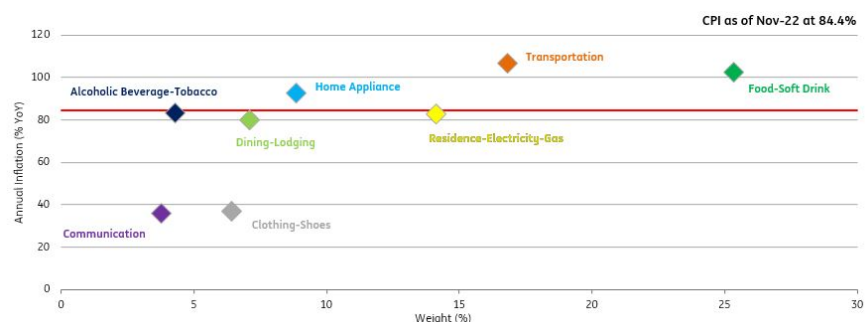 CPI as of Nov-22 at 84.4%
120
100
80
60
40
20
0
Annual Inflation (% YoY)
Transportation
Food-Soft Drink
Home Appliance
Alcoholic Beverage-Tobacco
Dining-Lodging
Residence-Electricity-Gas
Clothing-Shoes
Communication
0 5 10 15 20 25 30
Weight (%)